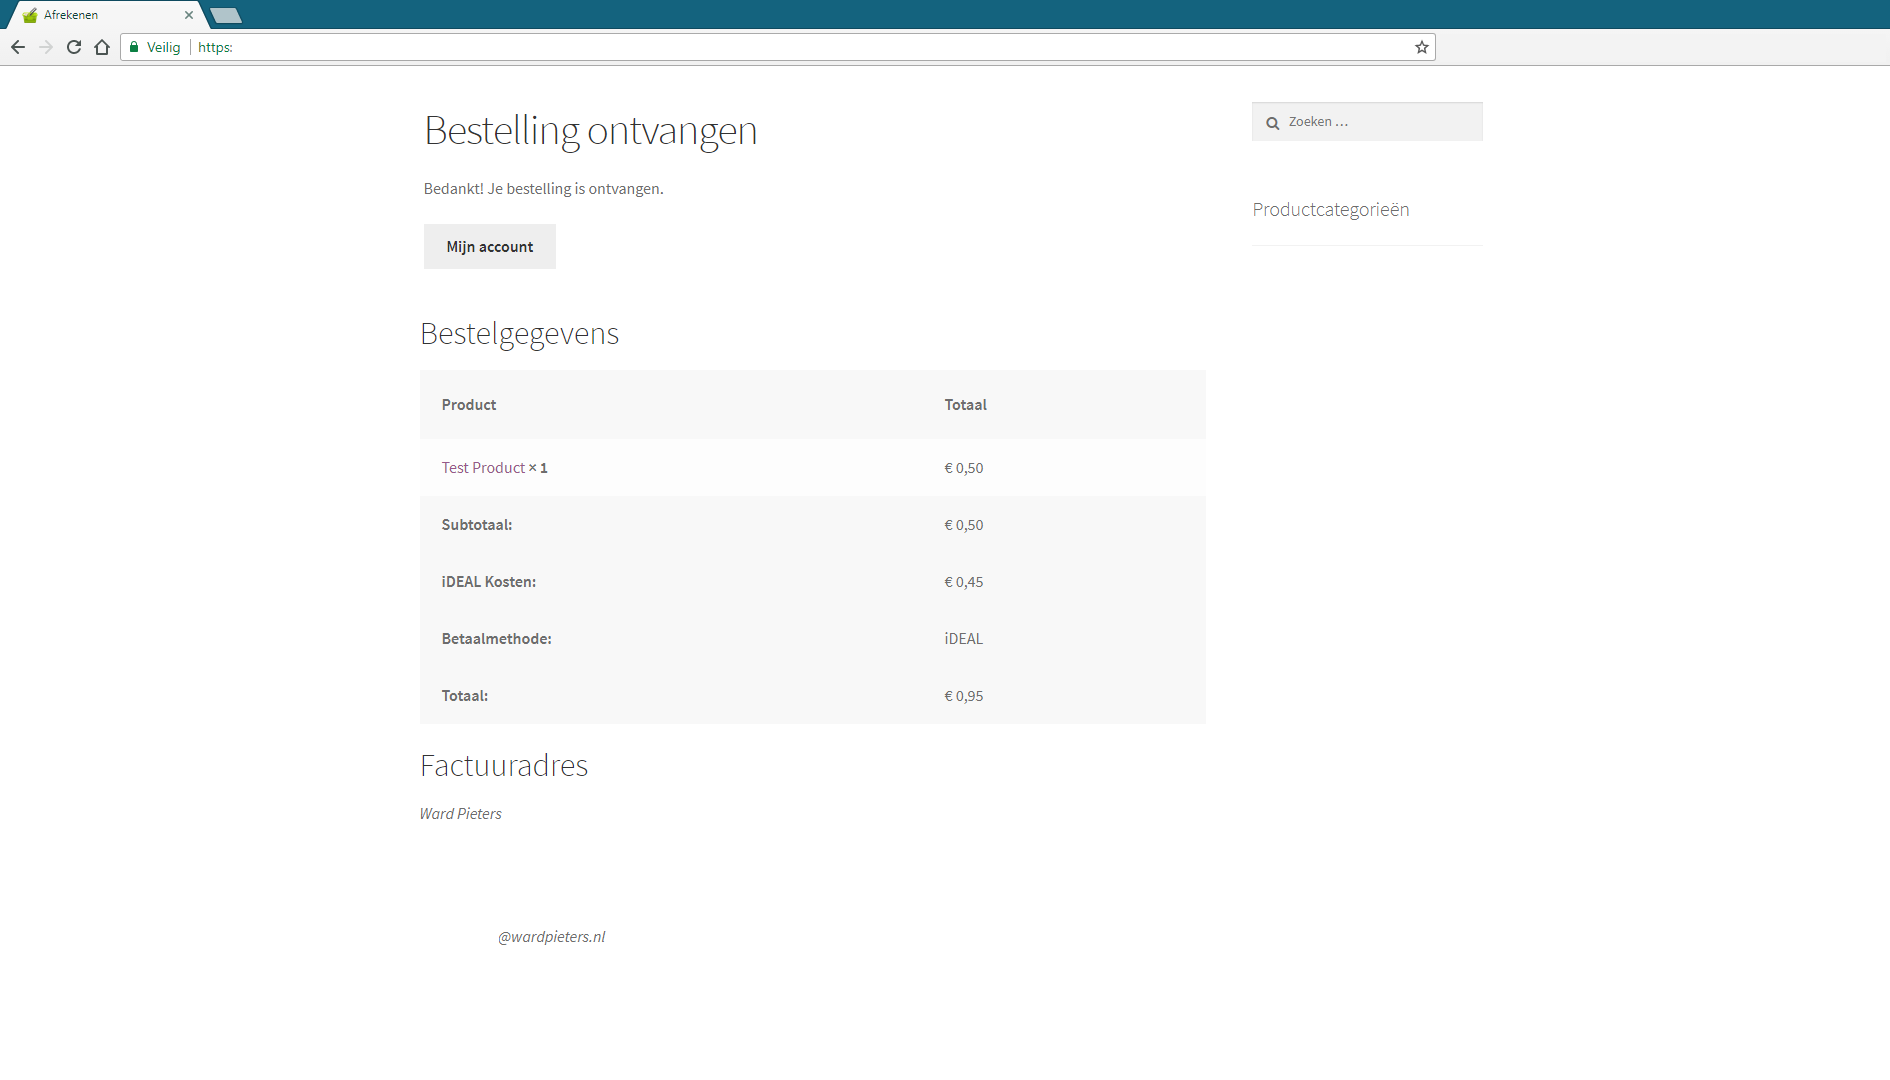 Afrekenen
Veilig https:
Bestelling ontvangen
Bedankt! Je bestelling is ontvangen.
Mijn account
Bestelgegevens
Product Totaal
Test Product × 1 € 0,50
Subtotaal: € 0,50
iDEAL Kosten: € 0,45
Betaalmethode: iDEAL
Totaal: € 0,95
Factuuradres
Ward Pieters
@wardpieters.nl
Zoeken …
Productcategorieën